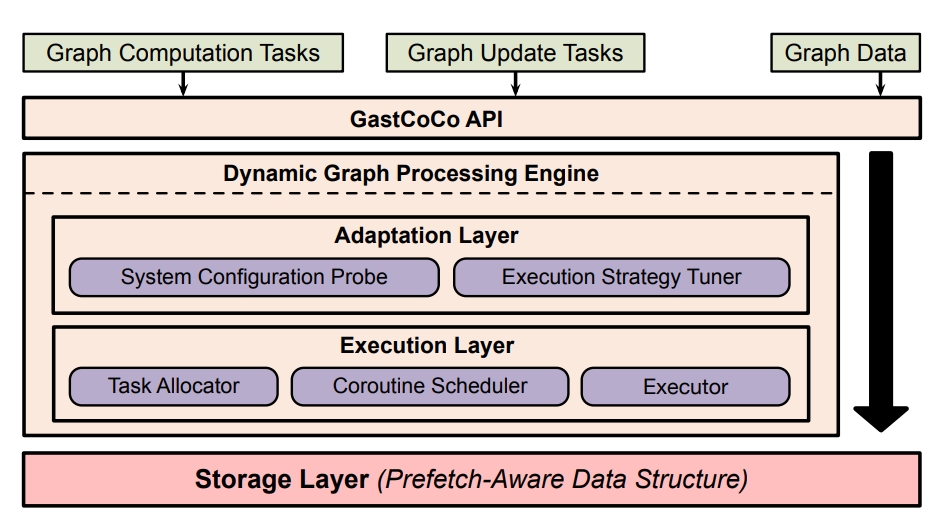 Graph Computation Tasks
Graph Update Tasks
Graph Data
GastCoCo API
Dynamic Graph Processing Engine
Adaptation Layer
System Configuration Probe
Execution Strategy Tuner
Execution Layer
Task Allocator
Coroutine Scheduler
Executor
Storage Layer (Prefetch-Aware Data Structure)